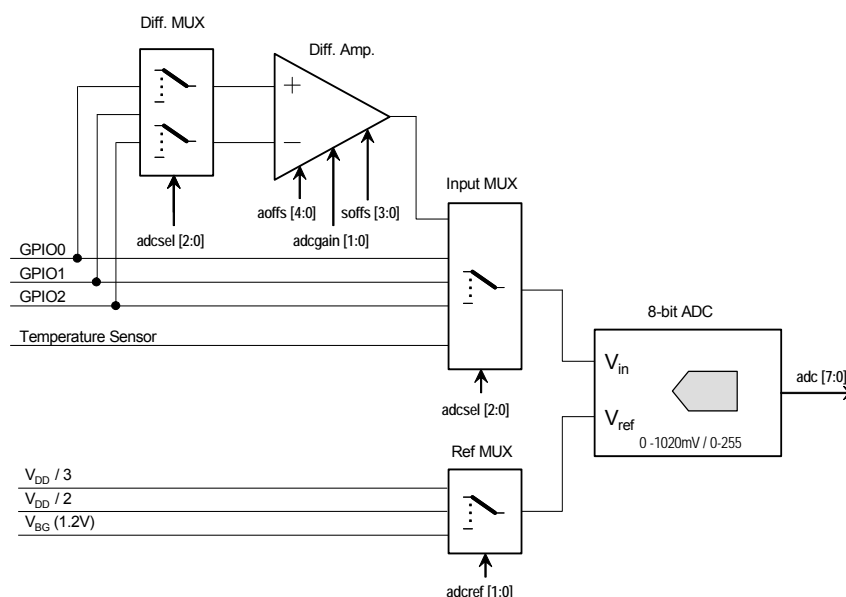 Diff. MUX
Diff. Amp.
+
−
aoffs [4:0]
soffs [3:0]
adcgain [1:0]
adcsel [2:0]
Input MUX
GPIO0
GPIO1
GPIO2
Temperature Sensor
adcsel [2:0]
8-bit ADC
Vin
Vref
0 -1020mV / 0-255
adc [7:0]
Ref MUX
VDD / 3
VDD / 2
VBG (1.2V)
adcref [1:0]